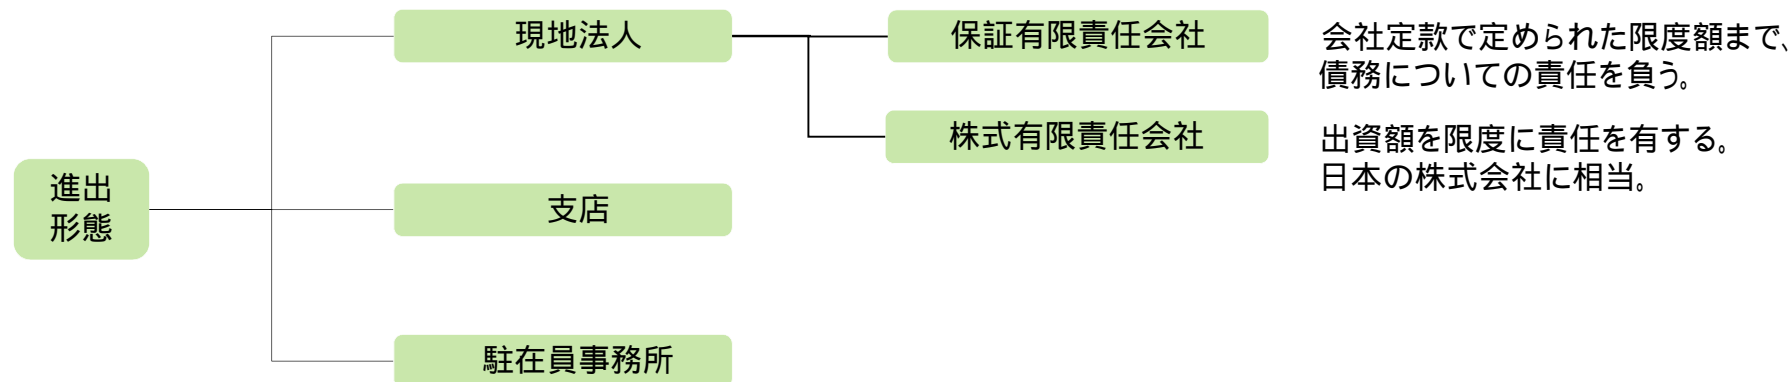 進出
形態
現地法人
保証有限責任会社
会社定款で定められた限度額まで、
債務についての責任を負う。
株式有限責任会社
出資額を限度に責任を有する。
日本の株式会社に相当。
支店
駐在員事務所